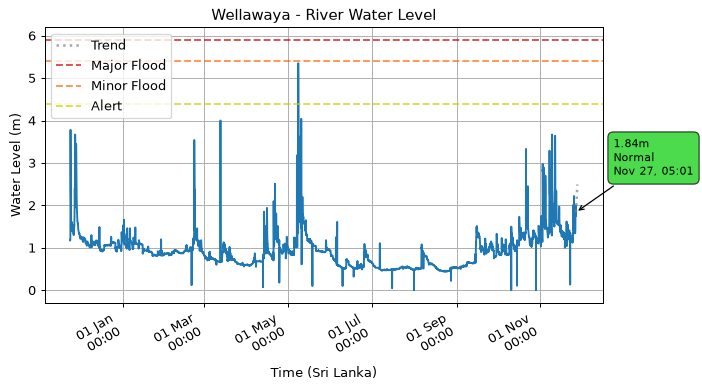 Wellawaya - River Water Level
Water Level (m)
6
5
4
3
2
1
0
Trend
Major Flood
Minor Flood
Alert
1.84m
Normal
Nov 27, 05:01
01 Jan
00:00
01 Mar
00:00
01 May
00:00
01 Jul
00:00
01 Sep
00:00
01 Nov
00:00
Time (Sri Lanka)